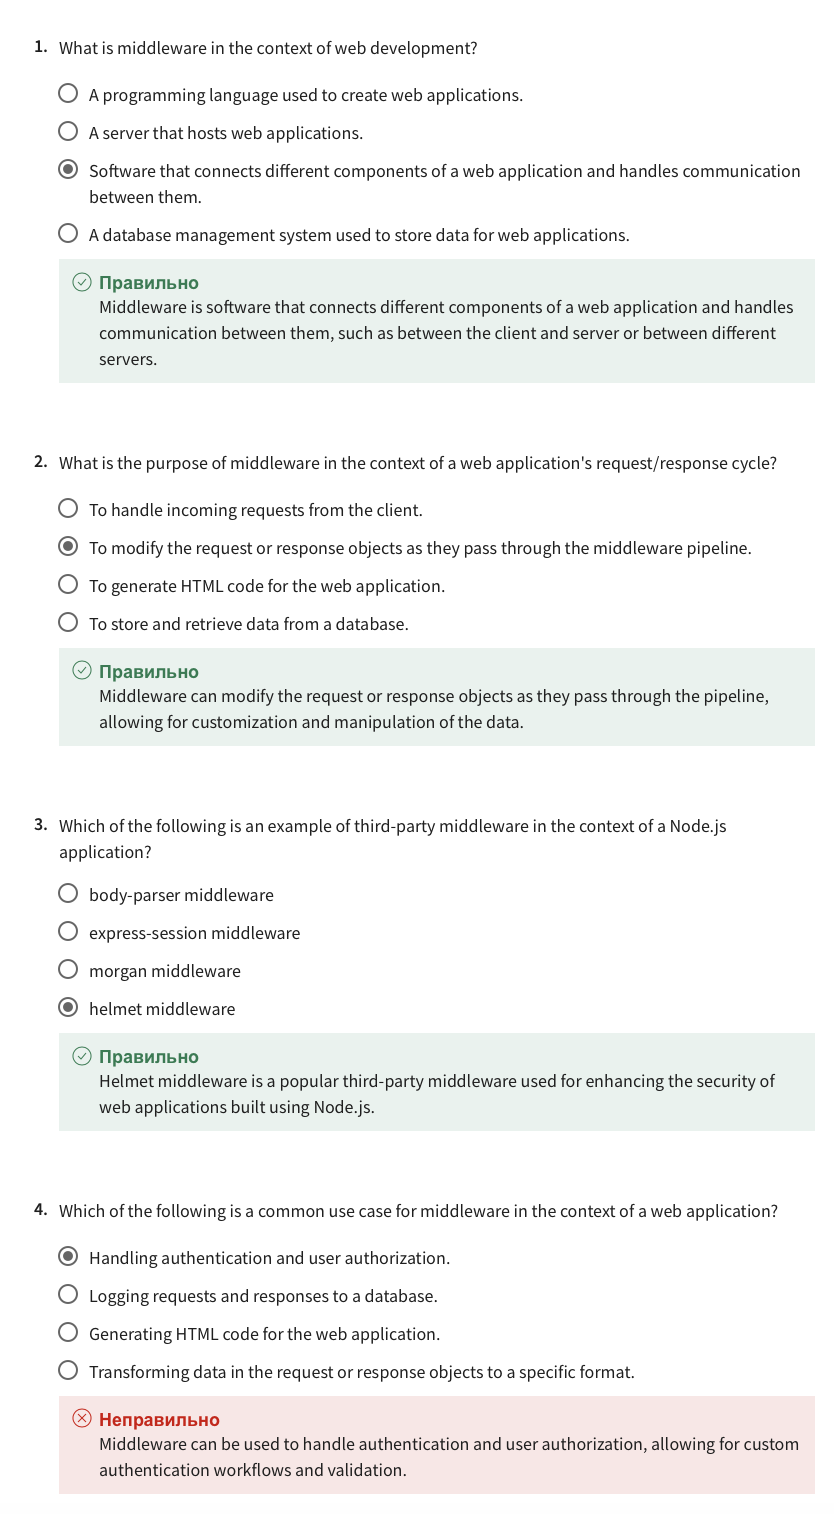 1. What is middleware in the context of web development?
A programming language used to create web applications.
A server that hosts web applications.
Software that connects different components of a web application and handles communication
between them.
A database management system used to store data for web applications.
Правильно
Middleware is software that connects different components of a web application and handles
communication between them, such as between the client and server or between different
servers.
2. What is the purpose of middleware in the context of a web application's request/response cycle?
To handle incoming requests from the client.
To modify the request or response objects as they pass through the middleware pipeline.
To generate HTML code for the web application.
To store and retrieve data from a database.
Правильно
Middleware can modify the request or response objects as they pass through the pipeline,
allowing for customization and manipulation of the data.
3. Which of the following is an example of third-party middleware in the context of a Node.js
application?
body-parser middleware
express-session middleware
morgan middleware
helmet middleware
Правильно
Helmet middleware is a popular third-party middleware used for enhancing the security of
web applications built using Node.js.
4. Which of the following is a common use case for middleware in the context of a web application?
Handling authentication and user authorization.
Logging requests and responses to a database.
Generating HTML code for the web application.
Transforming data in the request or response objects to a specific format.
Неправильно
Middleware can be used to handle authentication and user authorization, allowing for custom
authentication workflows and validation.